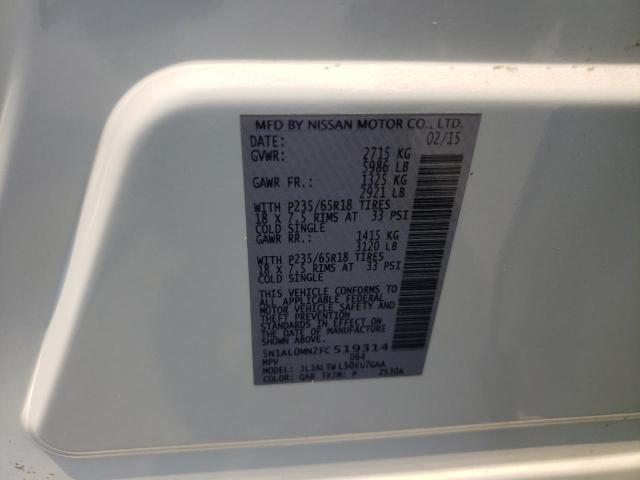 MFD BY NISSAN MOTOR CO., LTD.
DATE: 02/15
GVWR: 2715 KG
5986 LB
GAWR FR.: 1325 KG
2921 LB
WITH P235/65R18 TIRES
18 X 7.5 RIMS AT 33 PSI
COLD SINGLE
GAWR RR.: 1415 KG
3120 LB
WITH P235/65R18 TIRES
18 X 7.5 RIMS AT 33 PSI
COLD SINGLE
THIS VEHICLE CONFORMS TO
ALL APPLICABLE FEDERAL
MOTOR VEHICLE SAFETY AND
THEFT PREVENTION
STANDARDS IN EFFECT ON
THE DATE OF MANUFACTURE
SHOWN ABOVE.
5N1AL0MN2FC519314
MPV 064
MODEL: JL3ALTWL50EU7GAA
COLOR: QAB TRIM: P 2530A